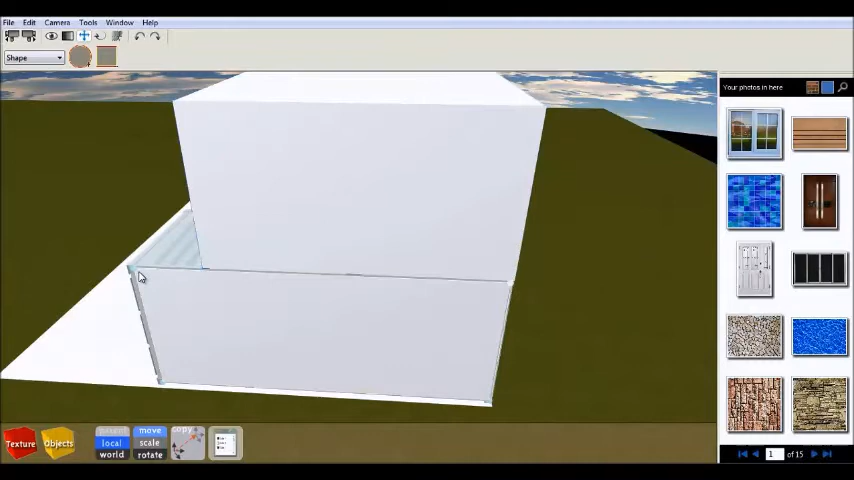 File Edit Camera Tools Window Help
Shape
Your photos in here
Texture
Objects
parent
local
world
move
scale
rotate
copy
1 of 15